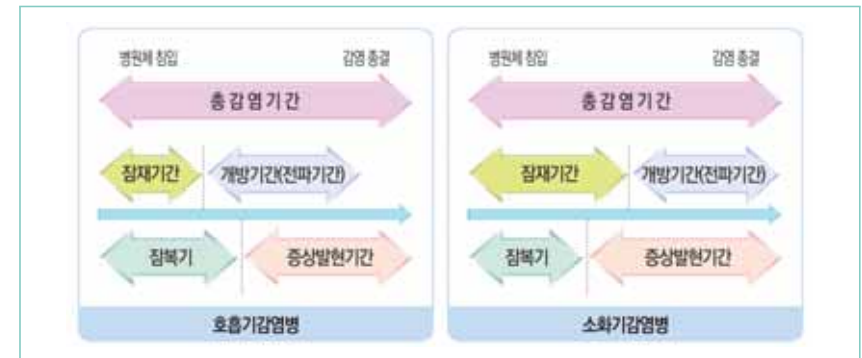 병원체 침입 감염 종결
총 감염 기간
잠재기간 개방기간(전파기간)
잠복기 증상발현기간
호흡기감염병
병원체 침입 감염 종결
총 감염 기간
잠재기간 개방기간(전파기간)
잠복기 증상발현기간
소화기감염병